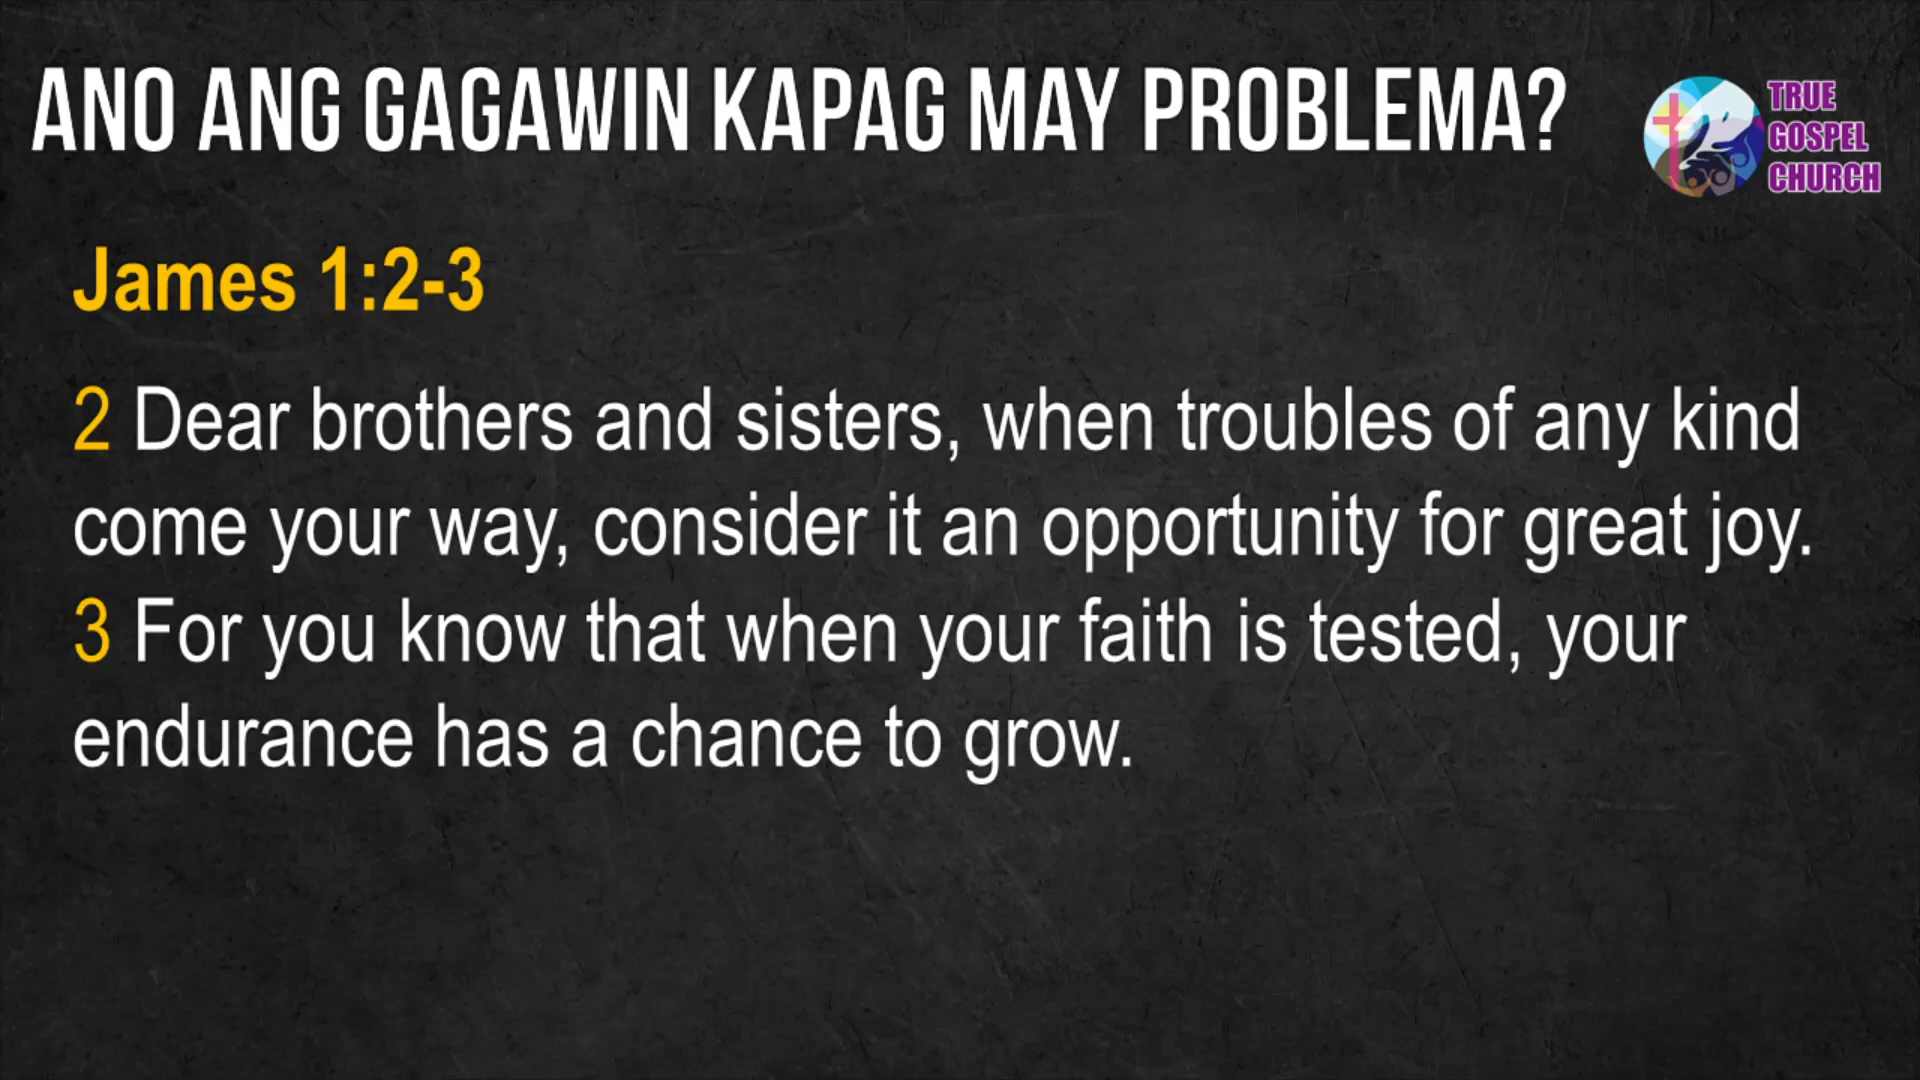 ANO ANG GAGAWIN KAPAG MAY PROBLEMA?
TRUE
GOSPEL
CHURCH
James 1:2-3
2 Dear brothers and sisters, when troubles of any kind
come your way, consider it an opportunity for great joy.
3 For you know that when your faith is tested, your
endurance has a chance to grow.